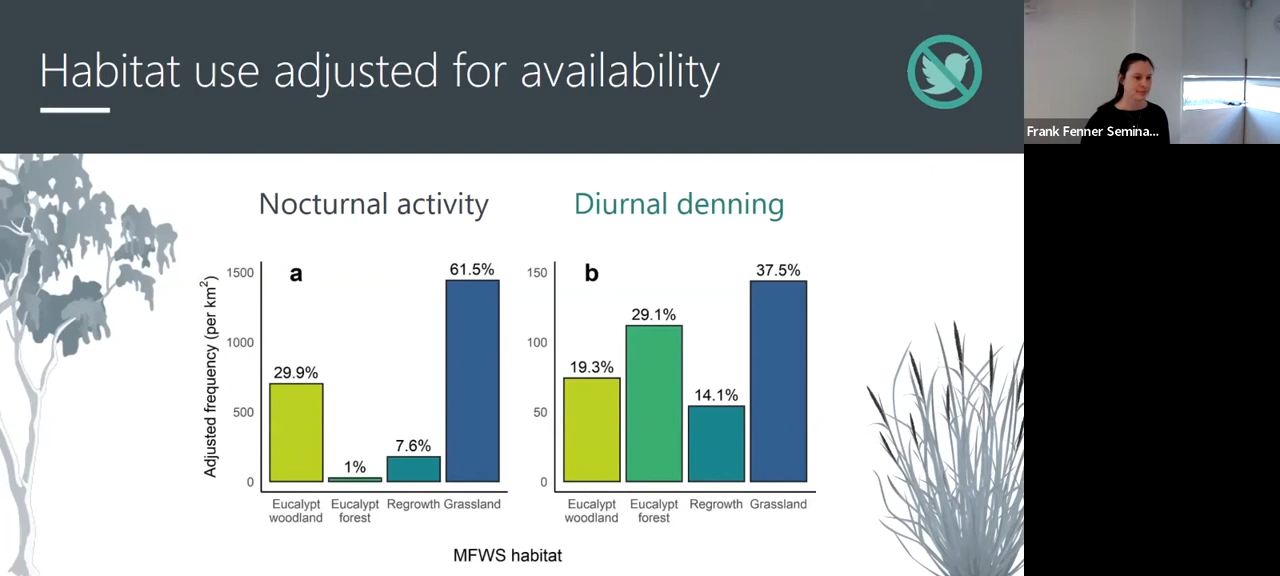 Habitat use adjusted for availability
Frank Fenner Semina...
Nocturnal activity
Diurnal denning
a
Adjusted frequency (per km²)
1500
1000
500
0
29.9%
1%
7.6%
61.5%
Eucalypt woodland
Eucalypt forest
Regrowth
Grassland
b
150
100
50
0
19.3%
29.1%
14.1%
37.5%
Eucalypt woodland
Eucalypt forest
Regrowth
Grassland
MFWS habitat